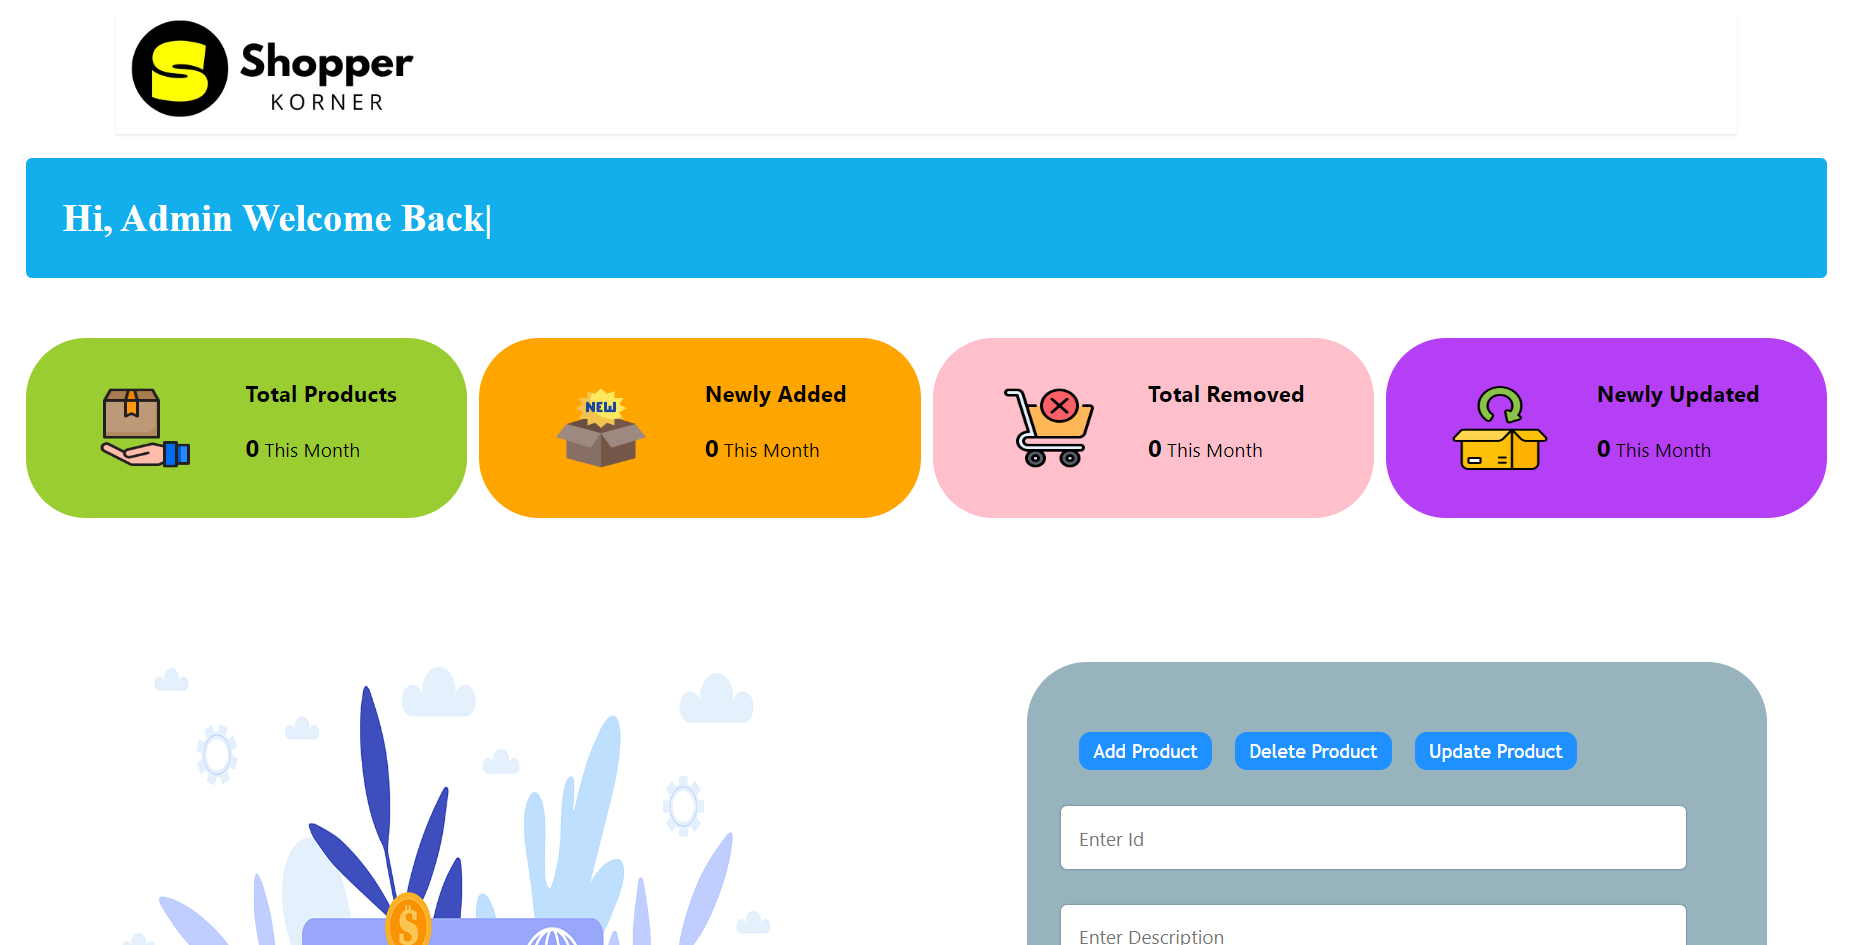 S Shopper
KORNER
Hi, Admin Welcome Back|
Total Products
0 This Month
NEW
Newly Added
0 This Month
Total Removed
0 This Month
Newly Updated
0 This Month
Add Product Delete Product Update Product
Enter Id
Enter Description
$